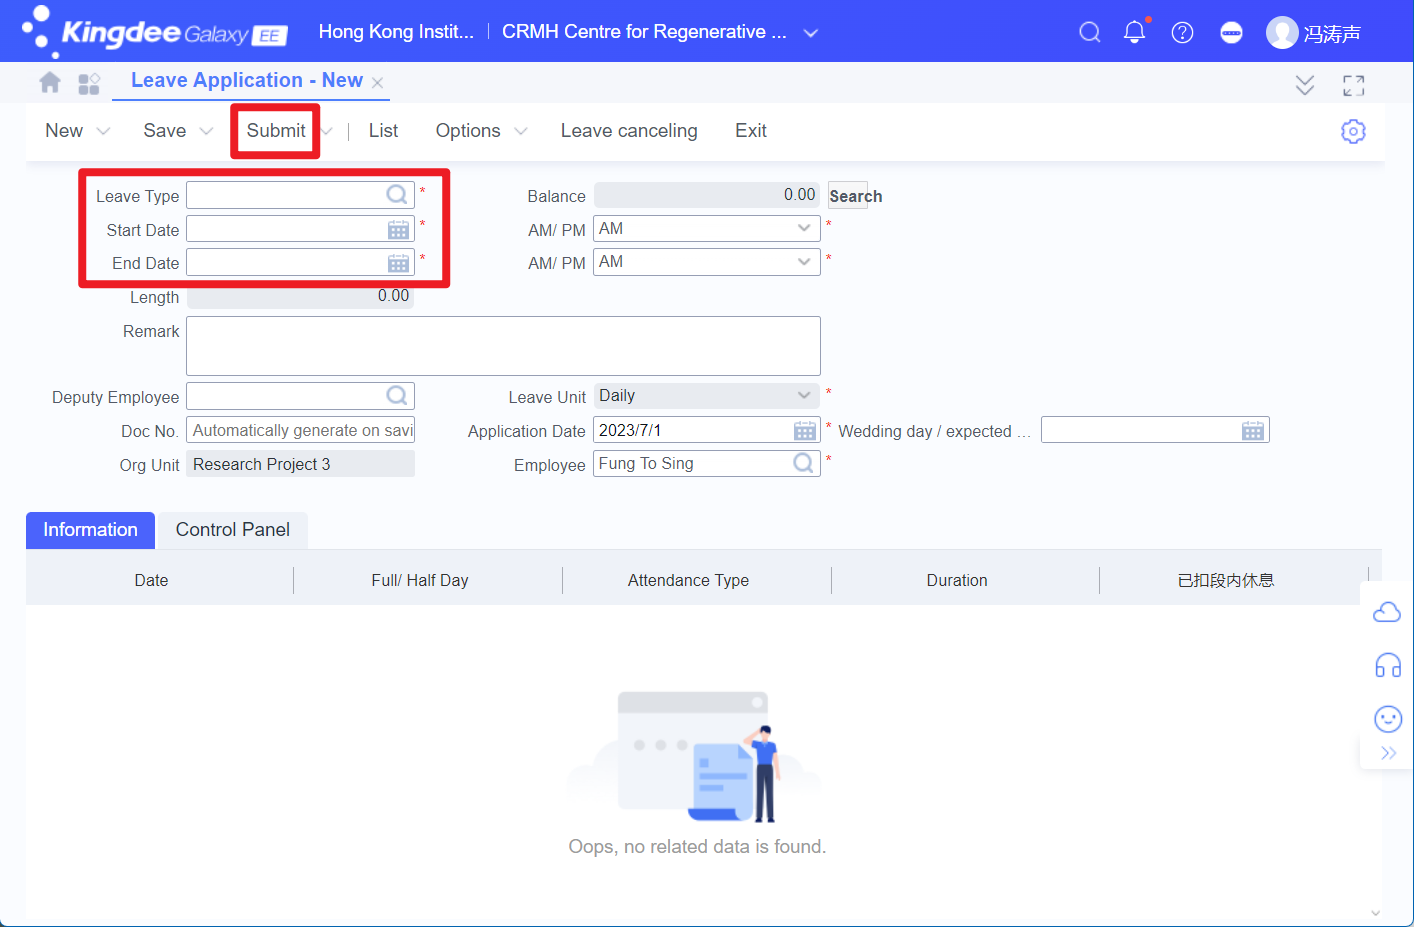 Kingdee Galaxy EE Hong Kong Instit... CRMH Centre for Regenerative ... 冯涛声
Leave Application - New
New Save Submit List Options Leave canceling Exit
Leave Type * Balance 0.00 Search
Start Date * AM/ PM AM *
End Date * AM/ PM AM *
Length 0.00
Remark
Deputy Employee Leave Unit Daily *
Doc No. Automatically generate on savi Application Date 2023/7/1 * Wedding day / expected ...
Org Unit Research Project 3 Employee Fung To Sing *
Information Control Panel
Date Full/ Half Day Attendance Type Duration 已扣段内休息
Oops, no related data is found.